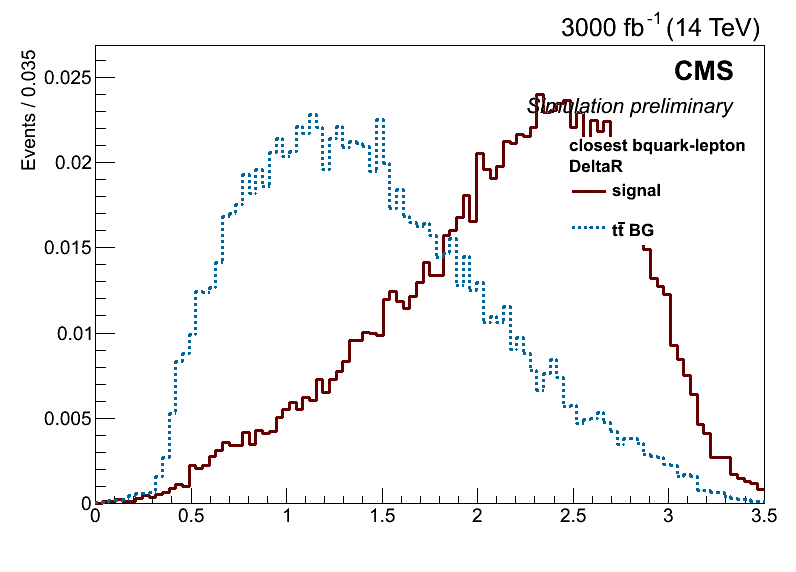 3000 fb-1 (14 TeV)
CMS
Simulation preliminary
Events / 0.035
closest bquark-lepton
DeltaR
signal
tt̄ BG
0.025
0.02
0.015
0.01
0.005
0
0 0.5 1 1.5 2 2.5 3 3.5